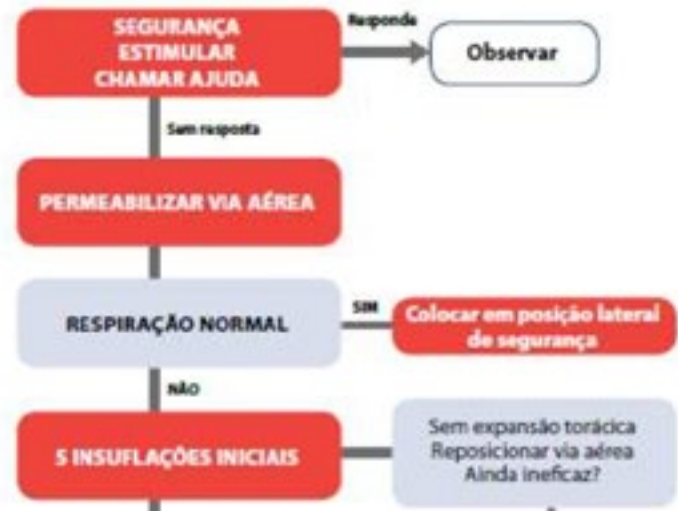 SEGURANÇA
ESTIMULAR
CHAMAR AJUDA
Responde
Observar
Sem resposta
PERMEABILIZAR VIA AÉREA
RESPIRAÇÃO NORMAL
SIM
Colocar em posição lateral
de segurança
NÃO
5 INSUFLAÇÕES INICIAIS
Sem expansão torácica
Reposicionar via aérea
Ainda ineficaz?